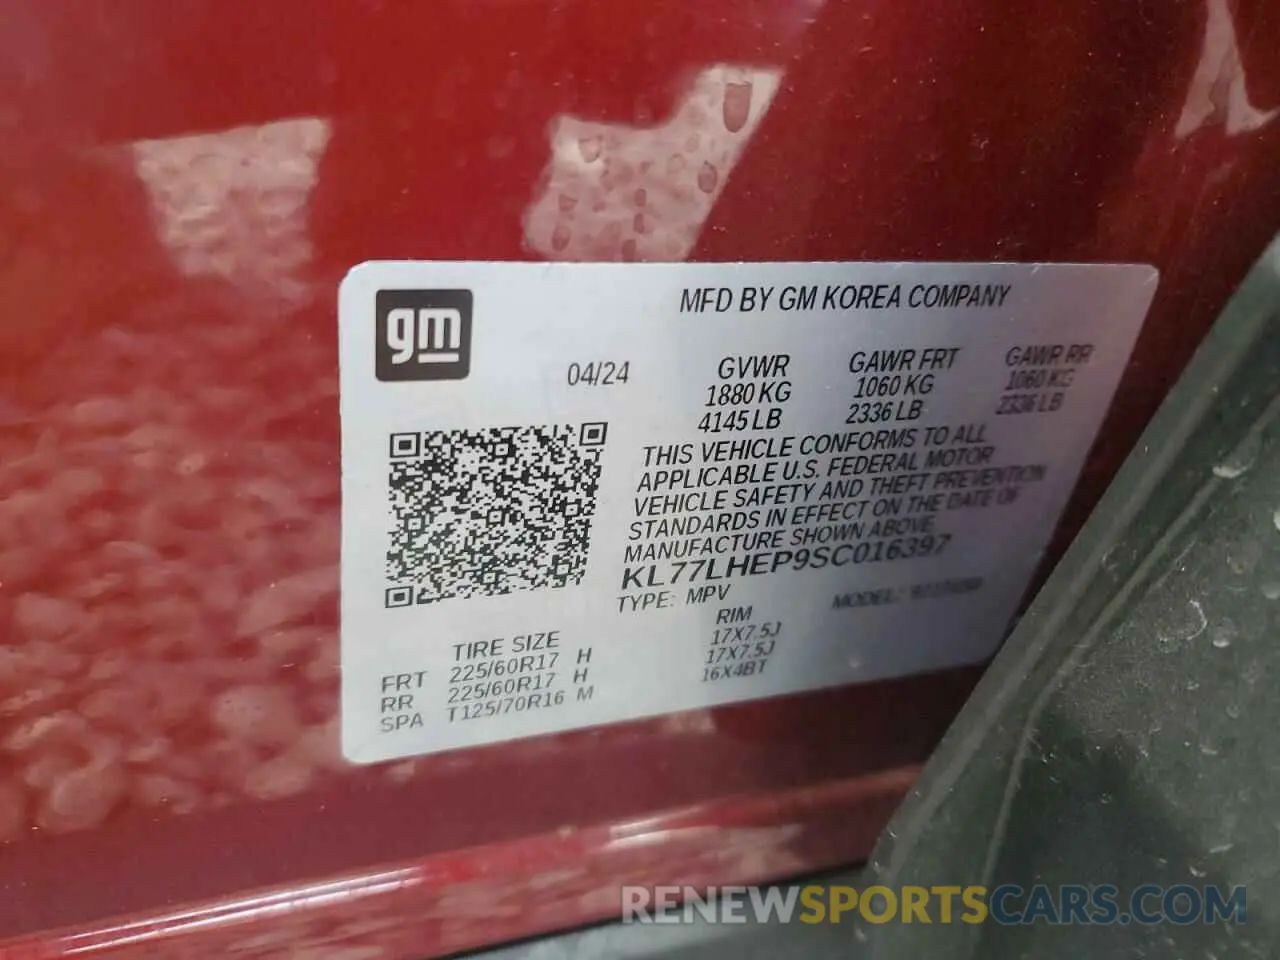 gm
MFD BY GM KOREA COMPANY
04/24
GVWR GAWR FRT GAWR RR
1880 KG 1060 KG 1060 KG
4145 LB 2336 LB 2336 LB
THIS VEHICLE CONFORMS TO ALL
APPLICABLE U.S. FEDERAL MOTOR
VEHICLE SAFETY AND THEFT PREVENTION
STANDARDS IN EFFECT ON THE DATE OF
MANUFACTURE SHOWN ABOVE
KL77LHEP9SC016397
TYPE: MPV MODEL:
TIRE SIZE RIM
FRT 225/60R17 H 17X7.5J
RR 225/60R17 H 17X7.5J
SPA T125/70R16 M 16X4BT
RENEWSPORTSCARS.COM